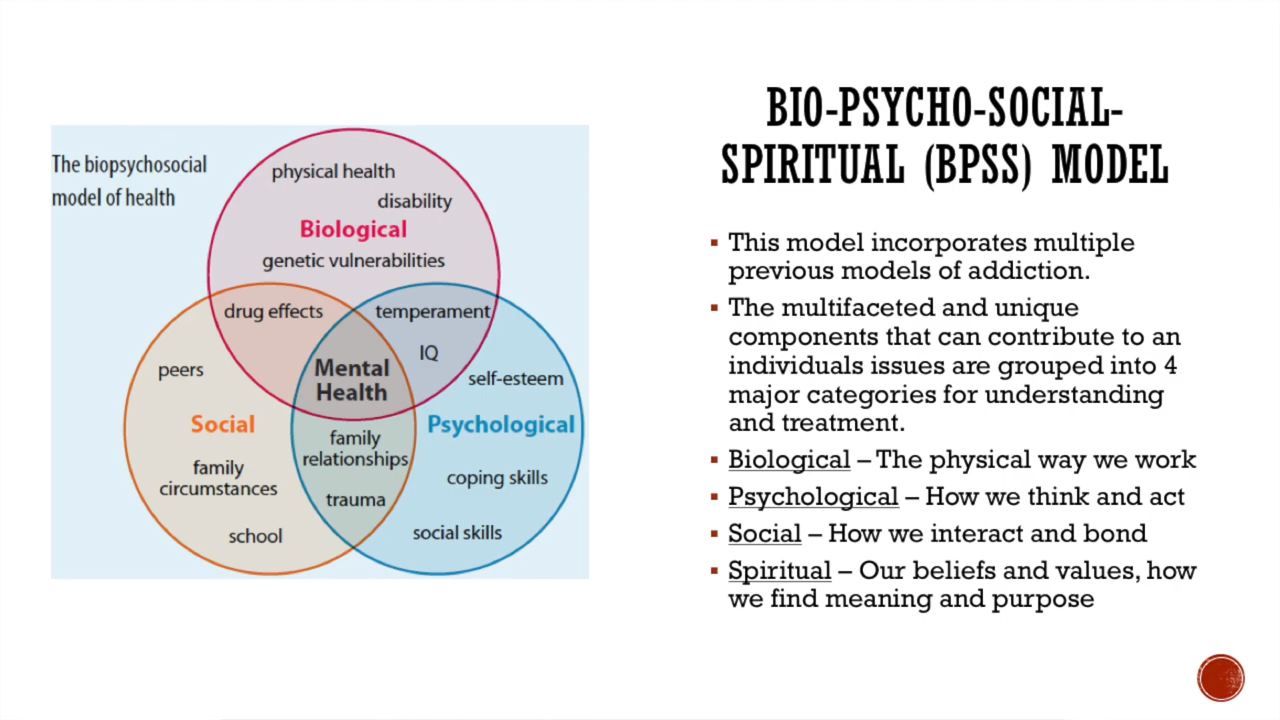 The biopsychosocial
model of health
physical health
disability
Biological
genetic vulnerabilities
drug effects
temperament
IQ
Mental
Health
peers
self-esteem
Social
Psychological
family
relationships
family
circumstances
coping skills
trauma
school
social skills
BIO-PSYCHO-SOCIAL-
SPIRITUAL (BPSS) MODEL
▪ This model incorporates multiple
previous models of addiction.
▪ The multifaceted and unique
components that can contribute to an
individuals issues are grouped into 4
major categories for understanding
and treatment.
▪ Biological – The physical way we work
▪ Psychological – How we think and act
▪ Social – How we interact and bond
▪ Spiritual – Our beliefs and values, how
we find meaning and purpose